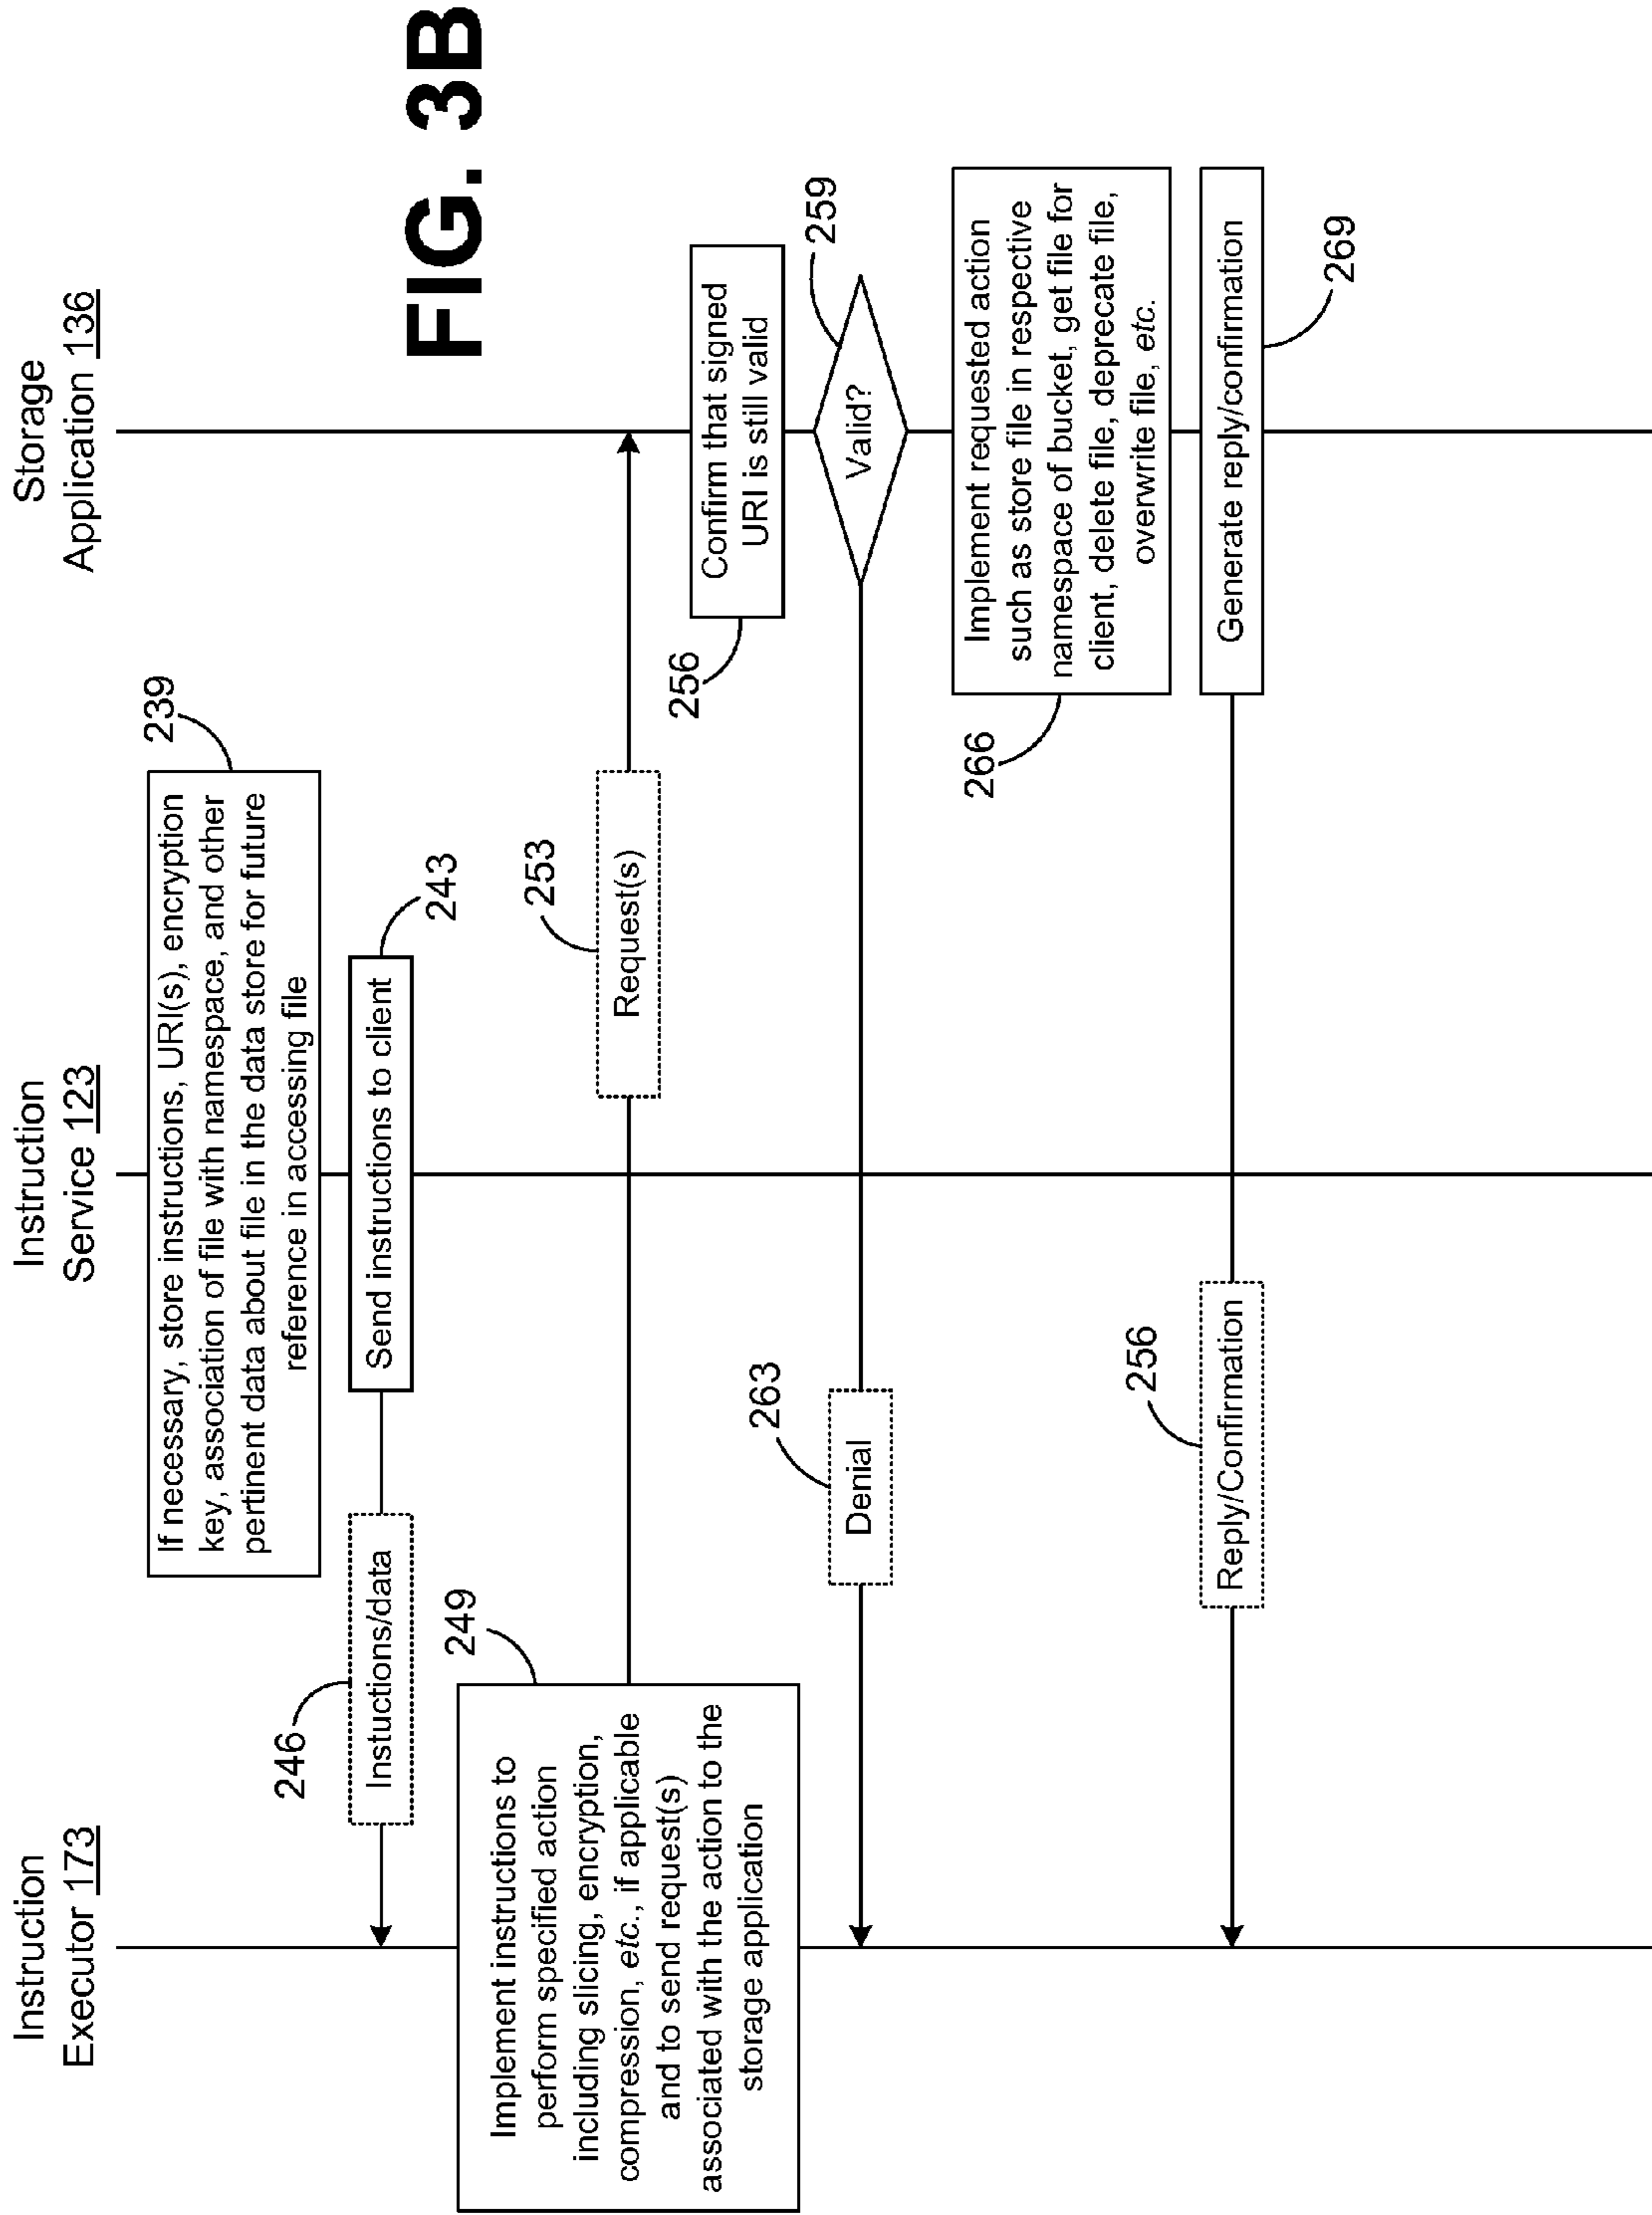 Instruction
Executor 173
Instruction
Service 123
Storage
Application 136
239
If necessary, store instructions, URI(s), encryption
key, association of file with namespace, and other
pertinent data about file in the data store for future
reference in accessing file
243
Send instructions to client
246
Instuctions/data
249
Implement instructions to
perform specified action
including slicing, encryption,
compression, etc., if applicable
and to send request(s)
associated with the action to the
storage application
253
Request(s)
256
Confirm that signed
URI is still valid
259
Valid?
263
Denial
266
Implement requested action
such as store file in respective
namespace of bucket, get file for
client, delete file, deprecate file,
overwrite file, etc.
256
Reply/Confirmation
Generate reply/confirmation
269
FIG. 3B